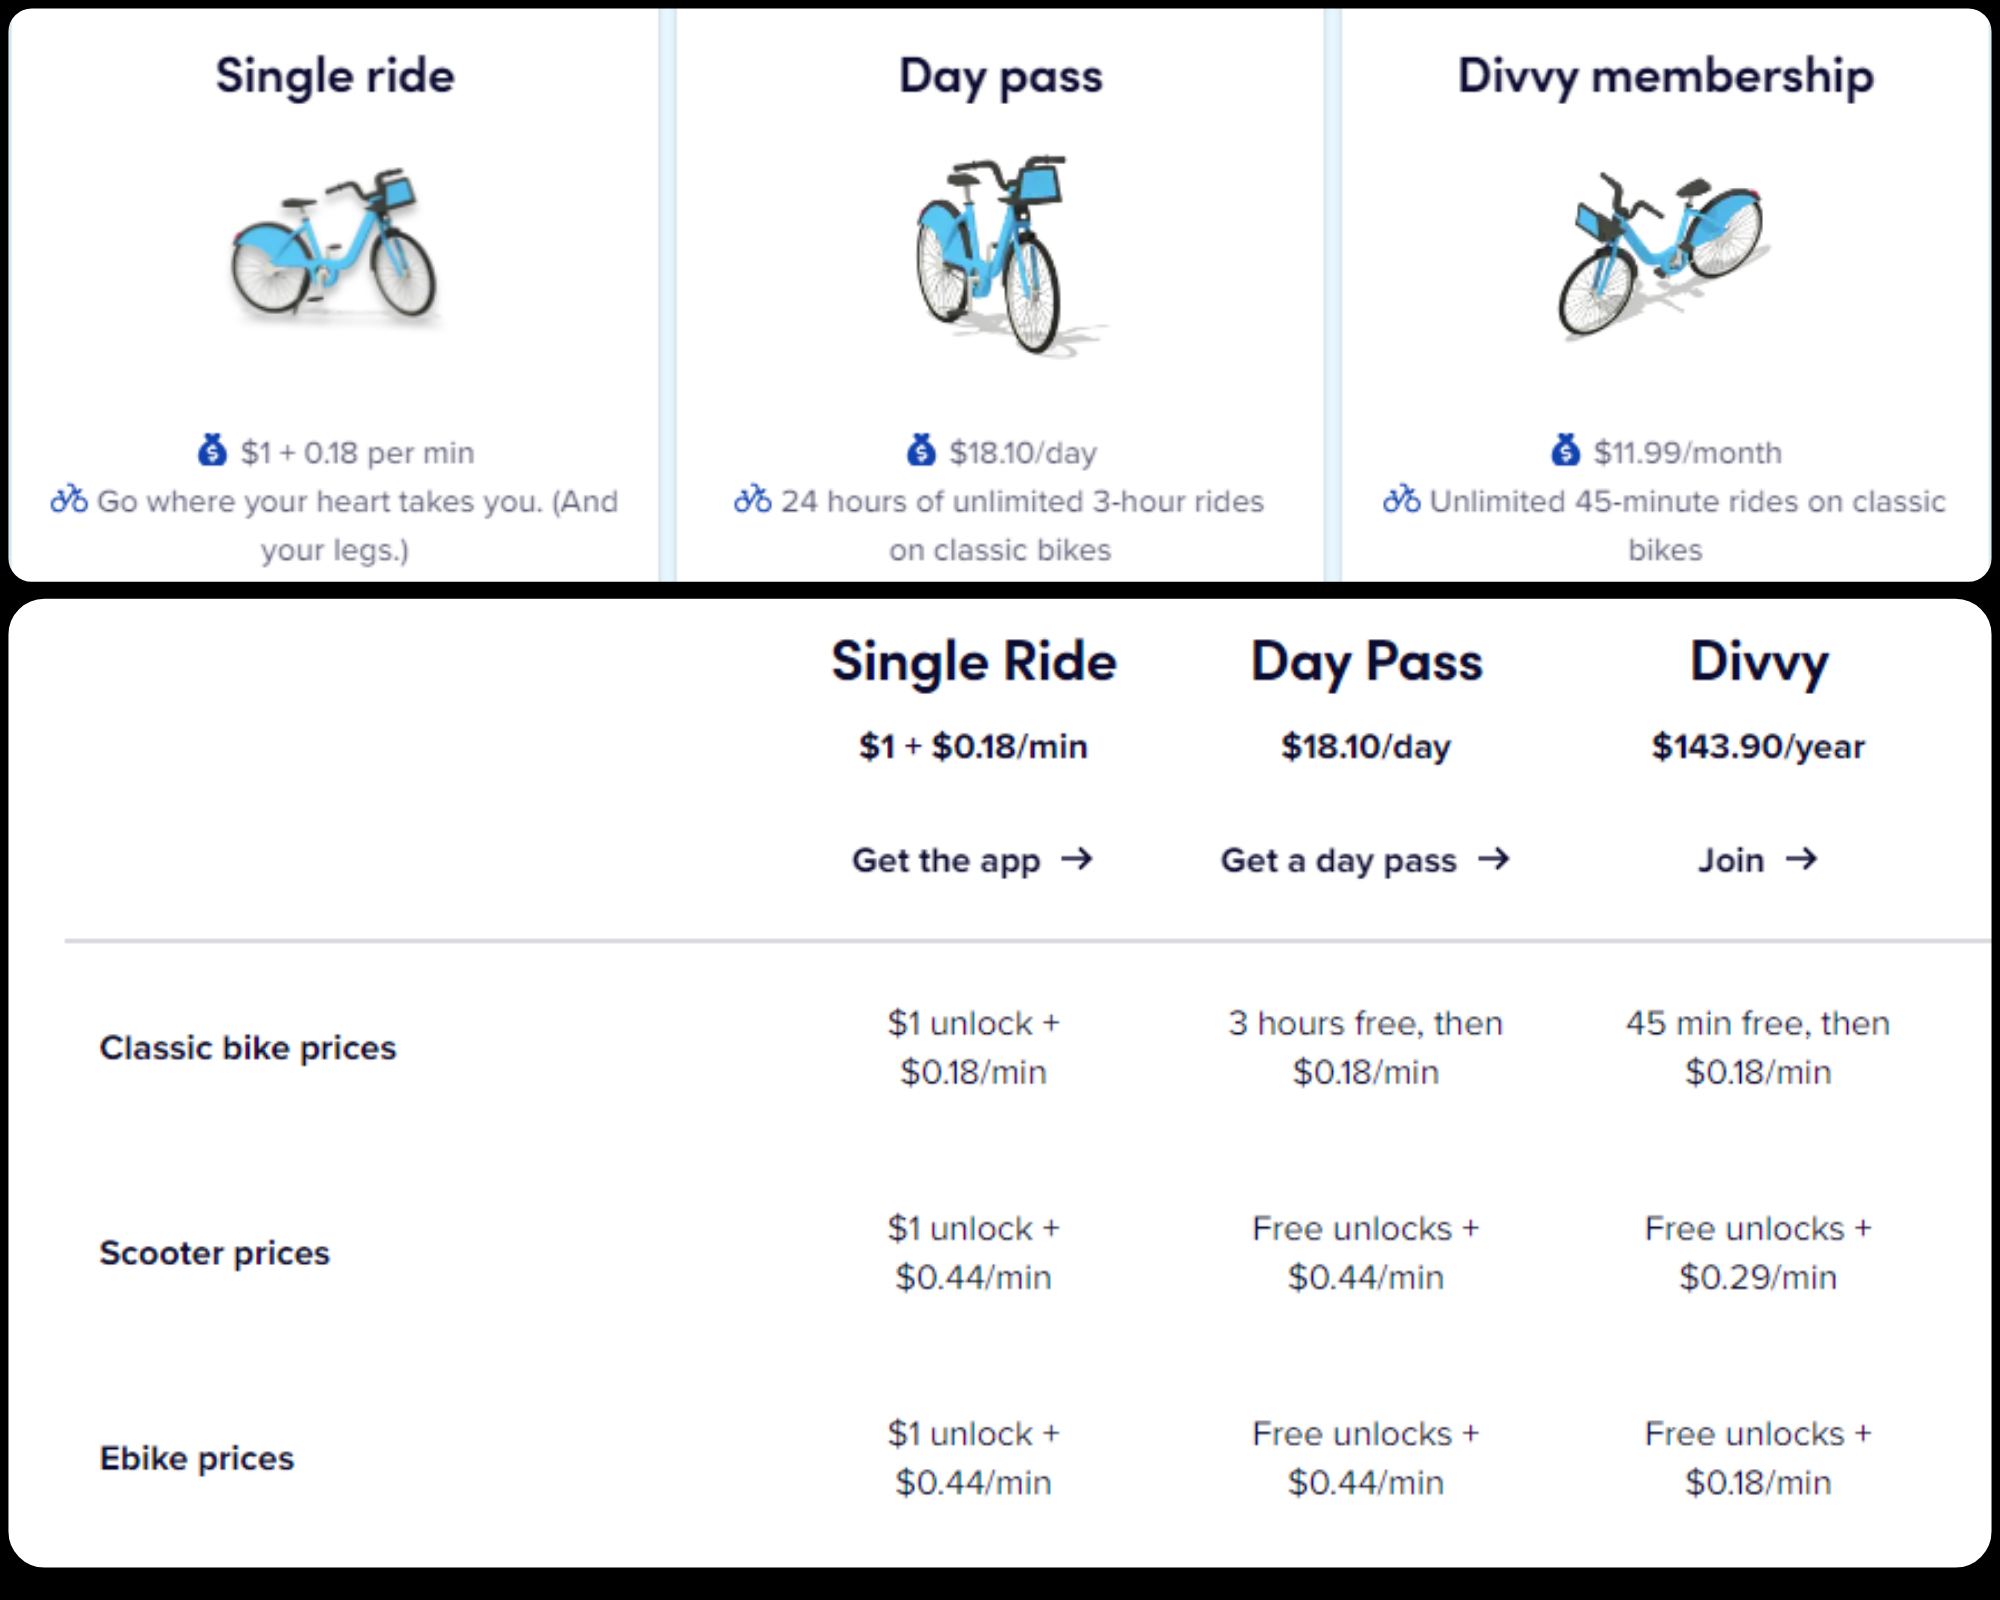 Single ride
$1 + 0.18 per min
Go where your heart takes you. (And
your legs.)
Day pass
$18.10/day
24 hours of unlimited 3-hour rides
on classic bikes
Divvy membership
$11.99/month
Unlimited 45-minute rides on classic
bikes
Single Ride Day Pass Divvy
$1 + $0.18/min $18.10/day $143.90/year
Get the app → Get a day pass → Join →
Classic bike prices
$1 unlock +
$0.18/min
3 hours free, then
$0.18/min
45 min free, then
$0.18/min
Scooter prices
$1 unlock +
$0.44/min
Free unlocks +
$0.44/min
Free unlocks +
$0.29/min
Ebike prices
$1 unlock +
$0.44/min
Free unlocks +
$0.44/min
Free unlocks +
$0.18/min